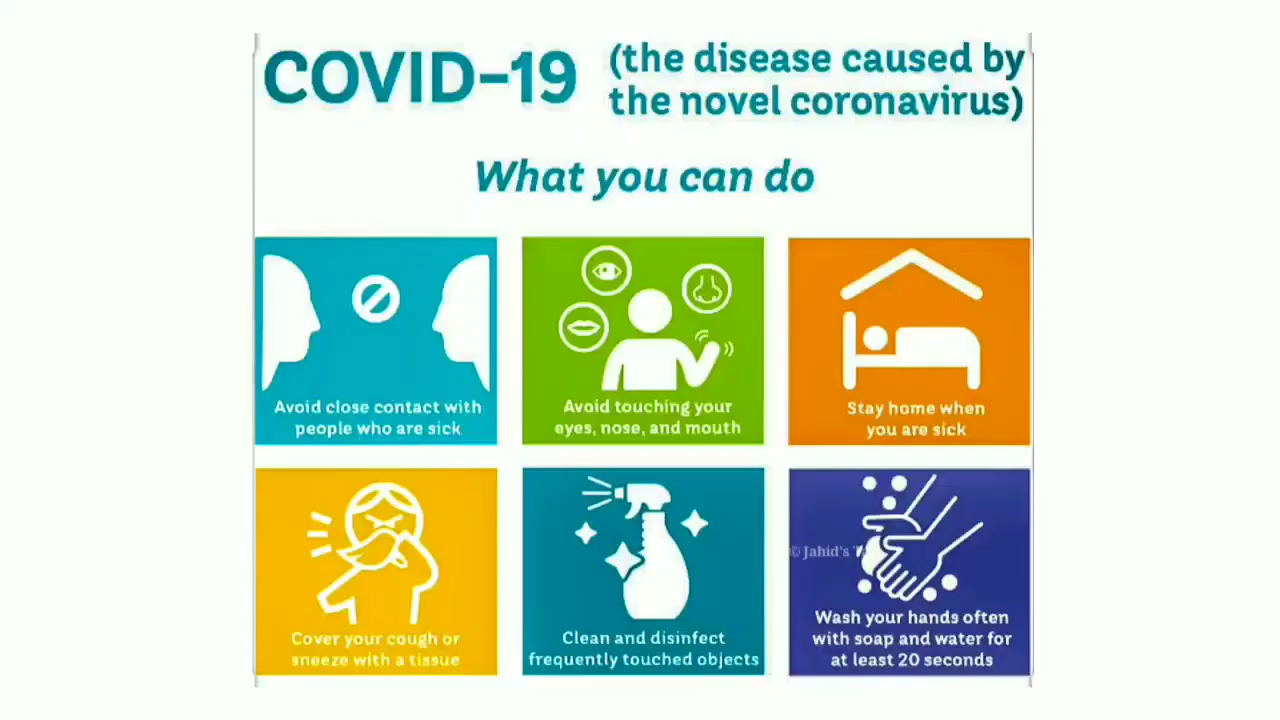 COVID-19
(the disease caused by
the novel coronavirus)
What you can do
Avoid close contact with
people who are sick
Avoid touching your
eyes, nose, and mouth
Stay home when
you are sick
Cover your cough or
sneeze with a tissue
Clean and disinfect
frequently touched objects
© Jahid's
Wash your hands often
with soap and water for
at least 20 seconds